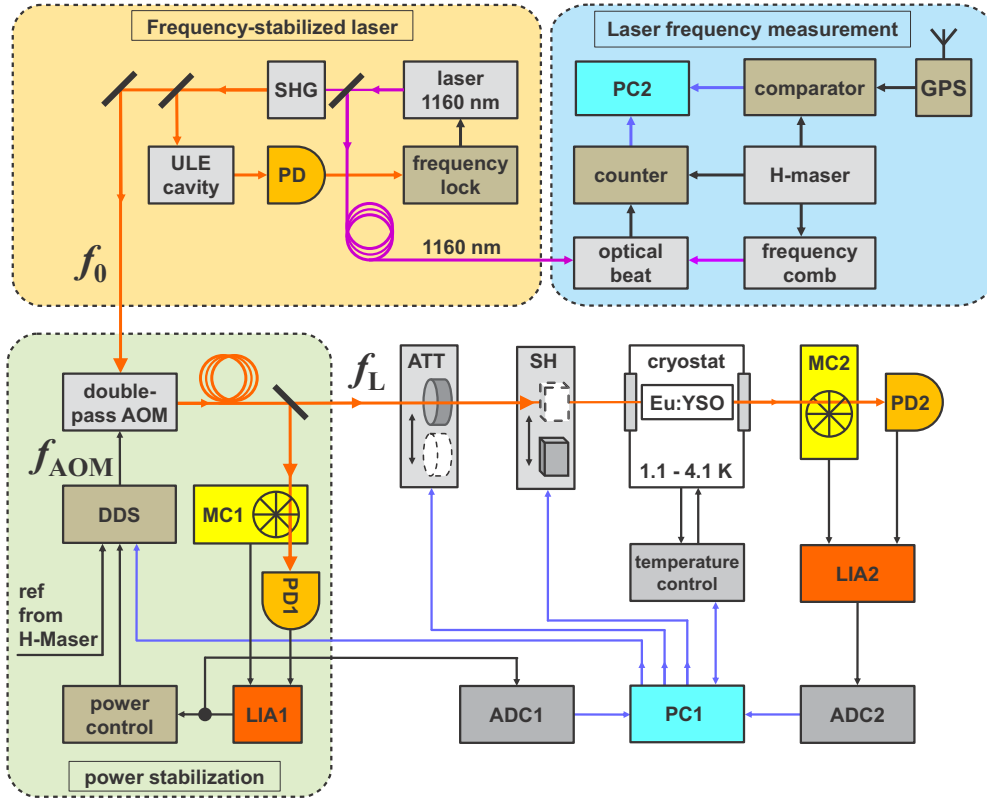 Frequency-stabilized laser
SHG
laser
1160 nm
ULE
cavity
PD
frequency
lock
1160 nm
f0
Laser frequency measurement
PC2
comparator
GPS
counter
H-maser
optical
beat
frequency
comb
double-
pass AOM
fL
fAOM
DDS
MC1
PD1
ref
from
H-Maser
power
control
LIA1
power stabilization
ATT
SH
cryostat
Eu:YSO
1.1 - 4.1 K
MC2
PD2
temperature
control
LIA2
ADC1
PC1
ADC2